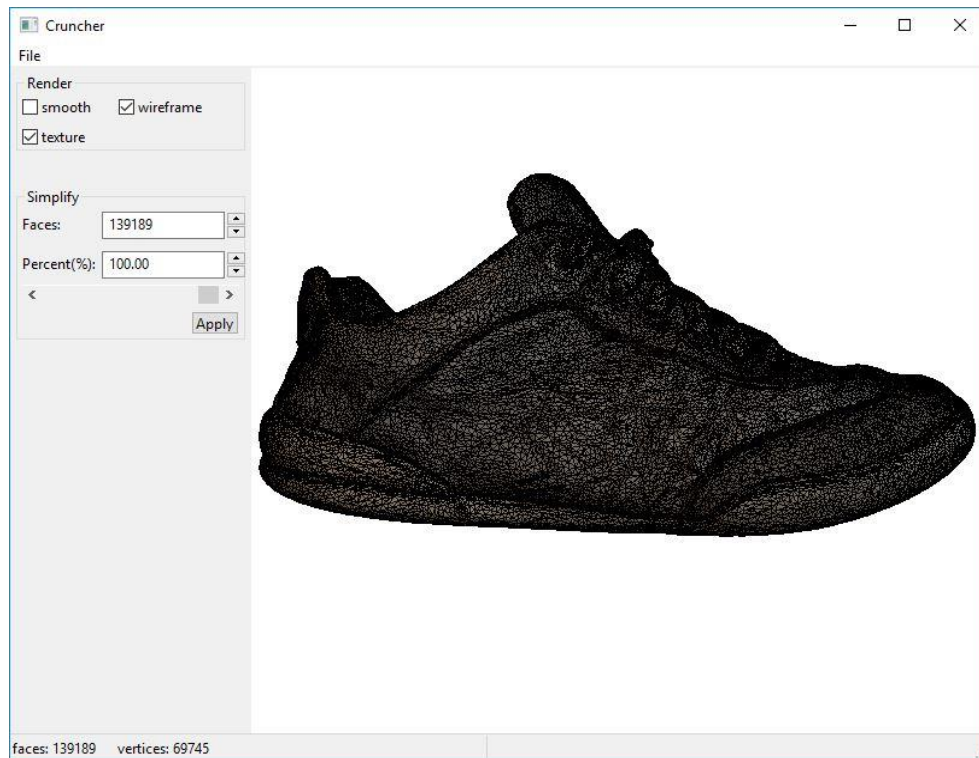 Cruncher
File
Render
smooth wireframe
texture
Simplify
Faces: 139189
Percent(%): 100.00
Apply
faces: 139189 vertices: 69745